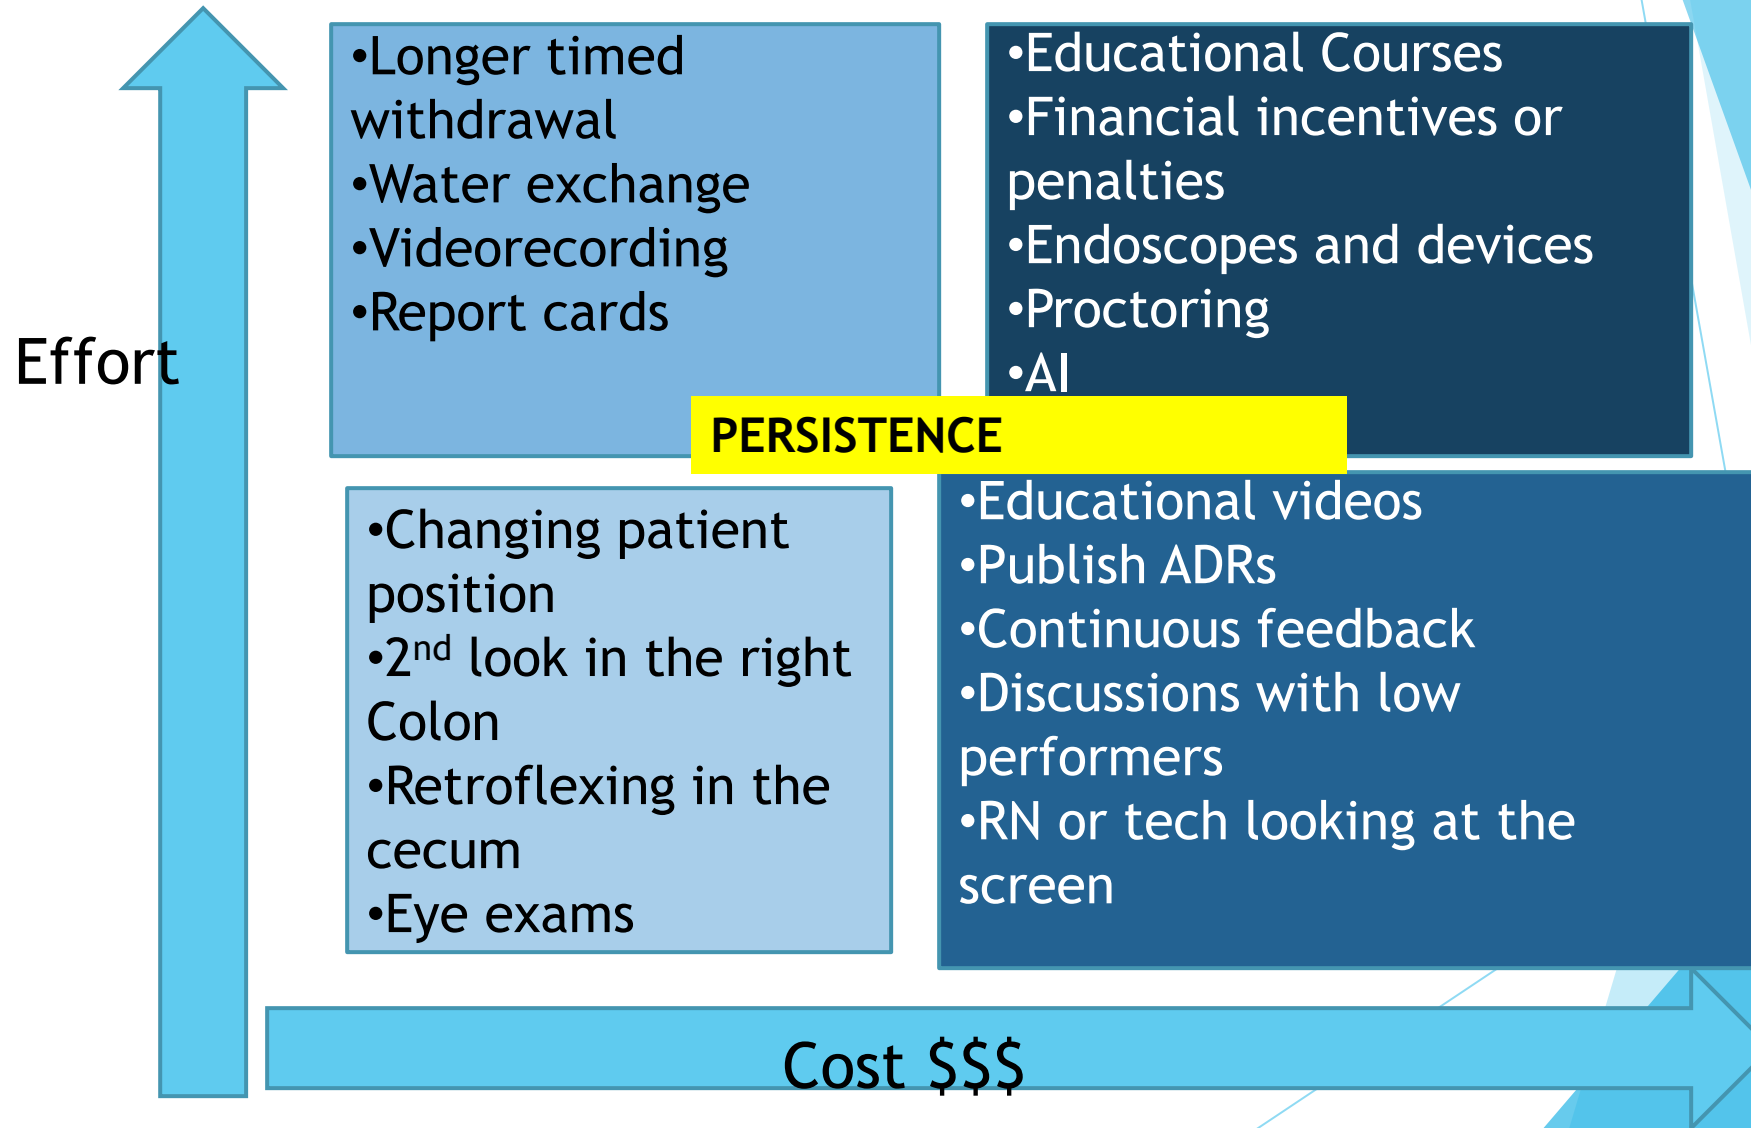 •Longer timed
withdrawal
•Water exchange
•Videorecording
•Report cards
•Educational Courses
•Financial incentives or
penalties
•Endoscopes and devices
•Proctoring
•AI
Effort
PERSISTENCE
•Changing patient
position
•2nd look in the right
Colon
•Retroflexing in the
cecum
•Eye exams
•Educational videos
•Publish ADRs
•Continuous feedback
•Discussions with low
performers
•RN or tech looking at the
screen
Cost $$$